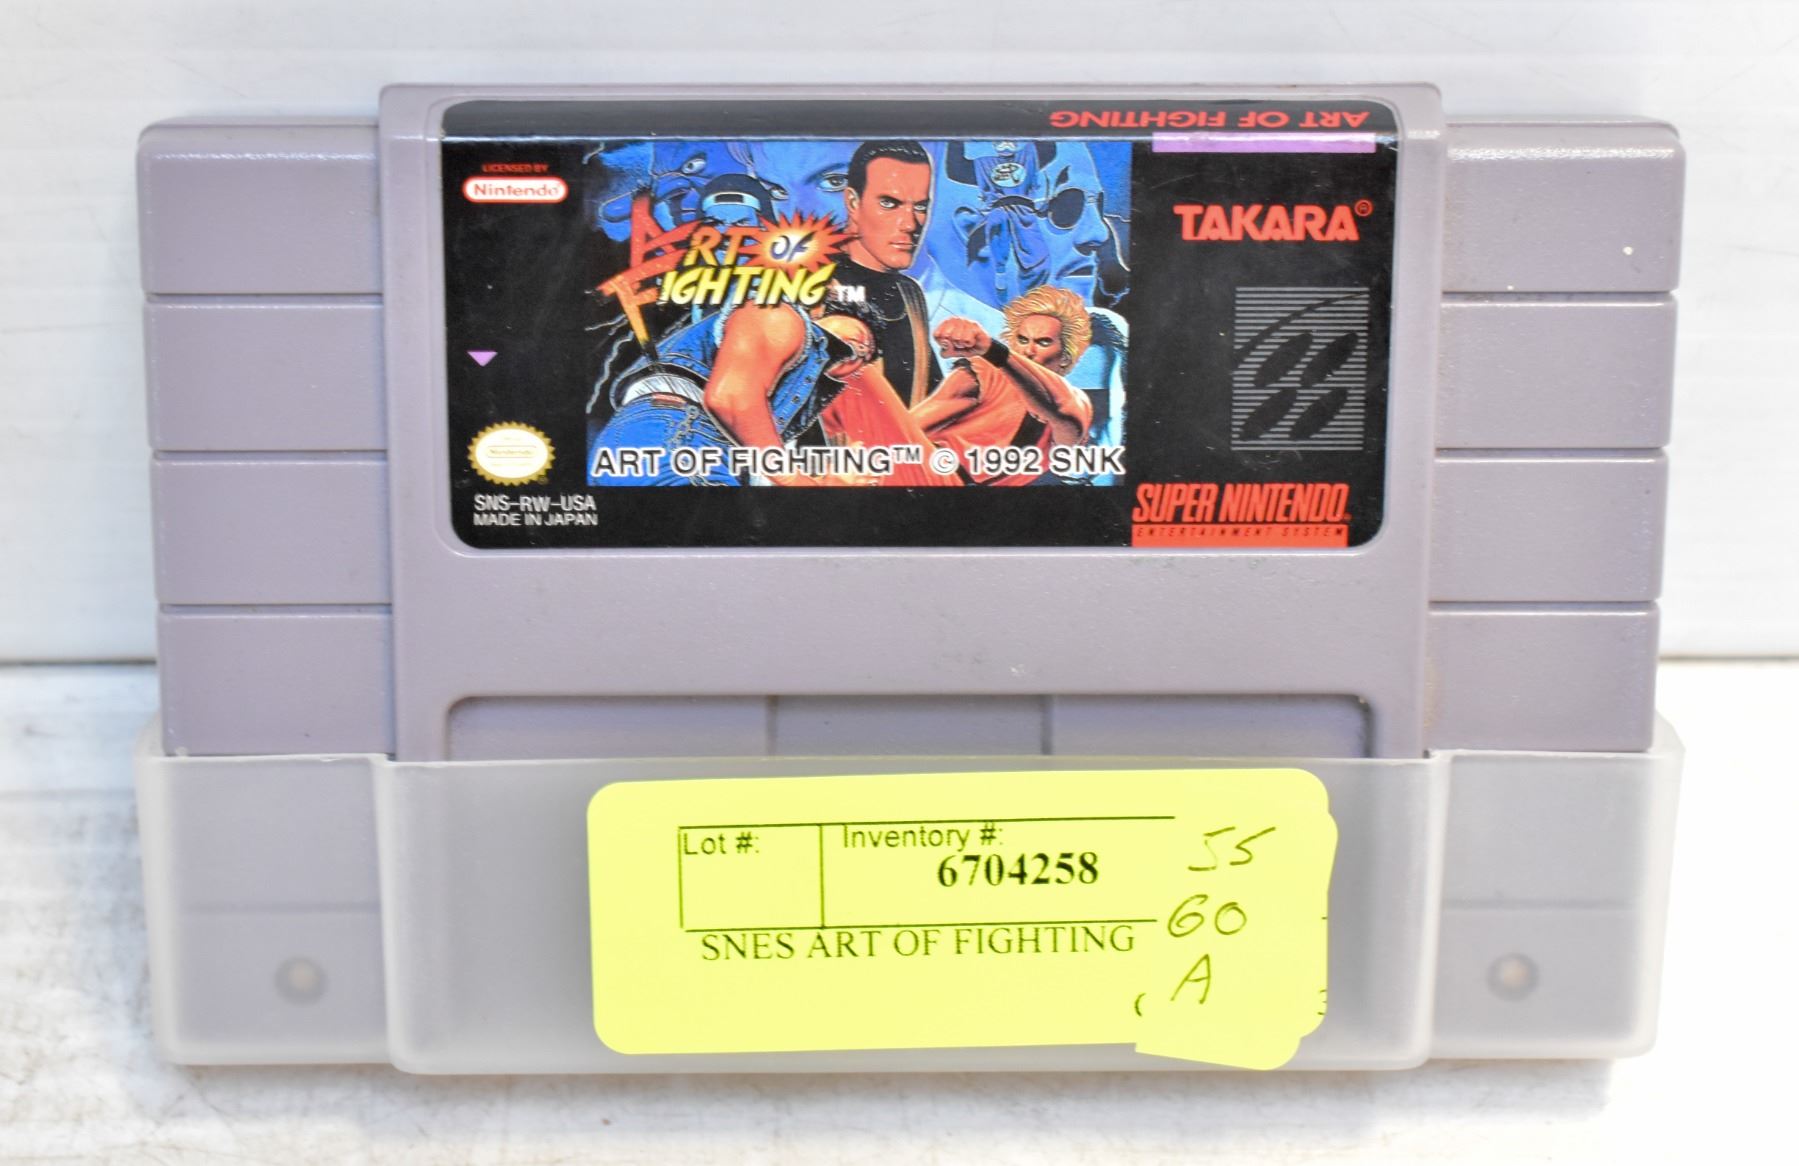 ART OF FIGHTING
LICENSED BY
Nintendo
TAKARA®
ART OF
FIGHTING TM
ART OF FIGHTING™ © 1992 SNK
SNS-RW-USA
MADE IN JAPAN
SUPER NINTENDO
ENTERTAINMENT SYSTEM
Lot #:
Inventory #:
6704258
55
60
A
SNES ART OF FIGHTING